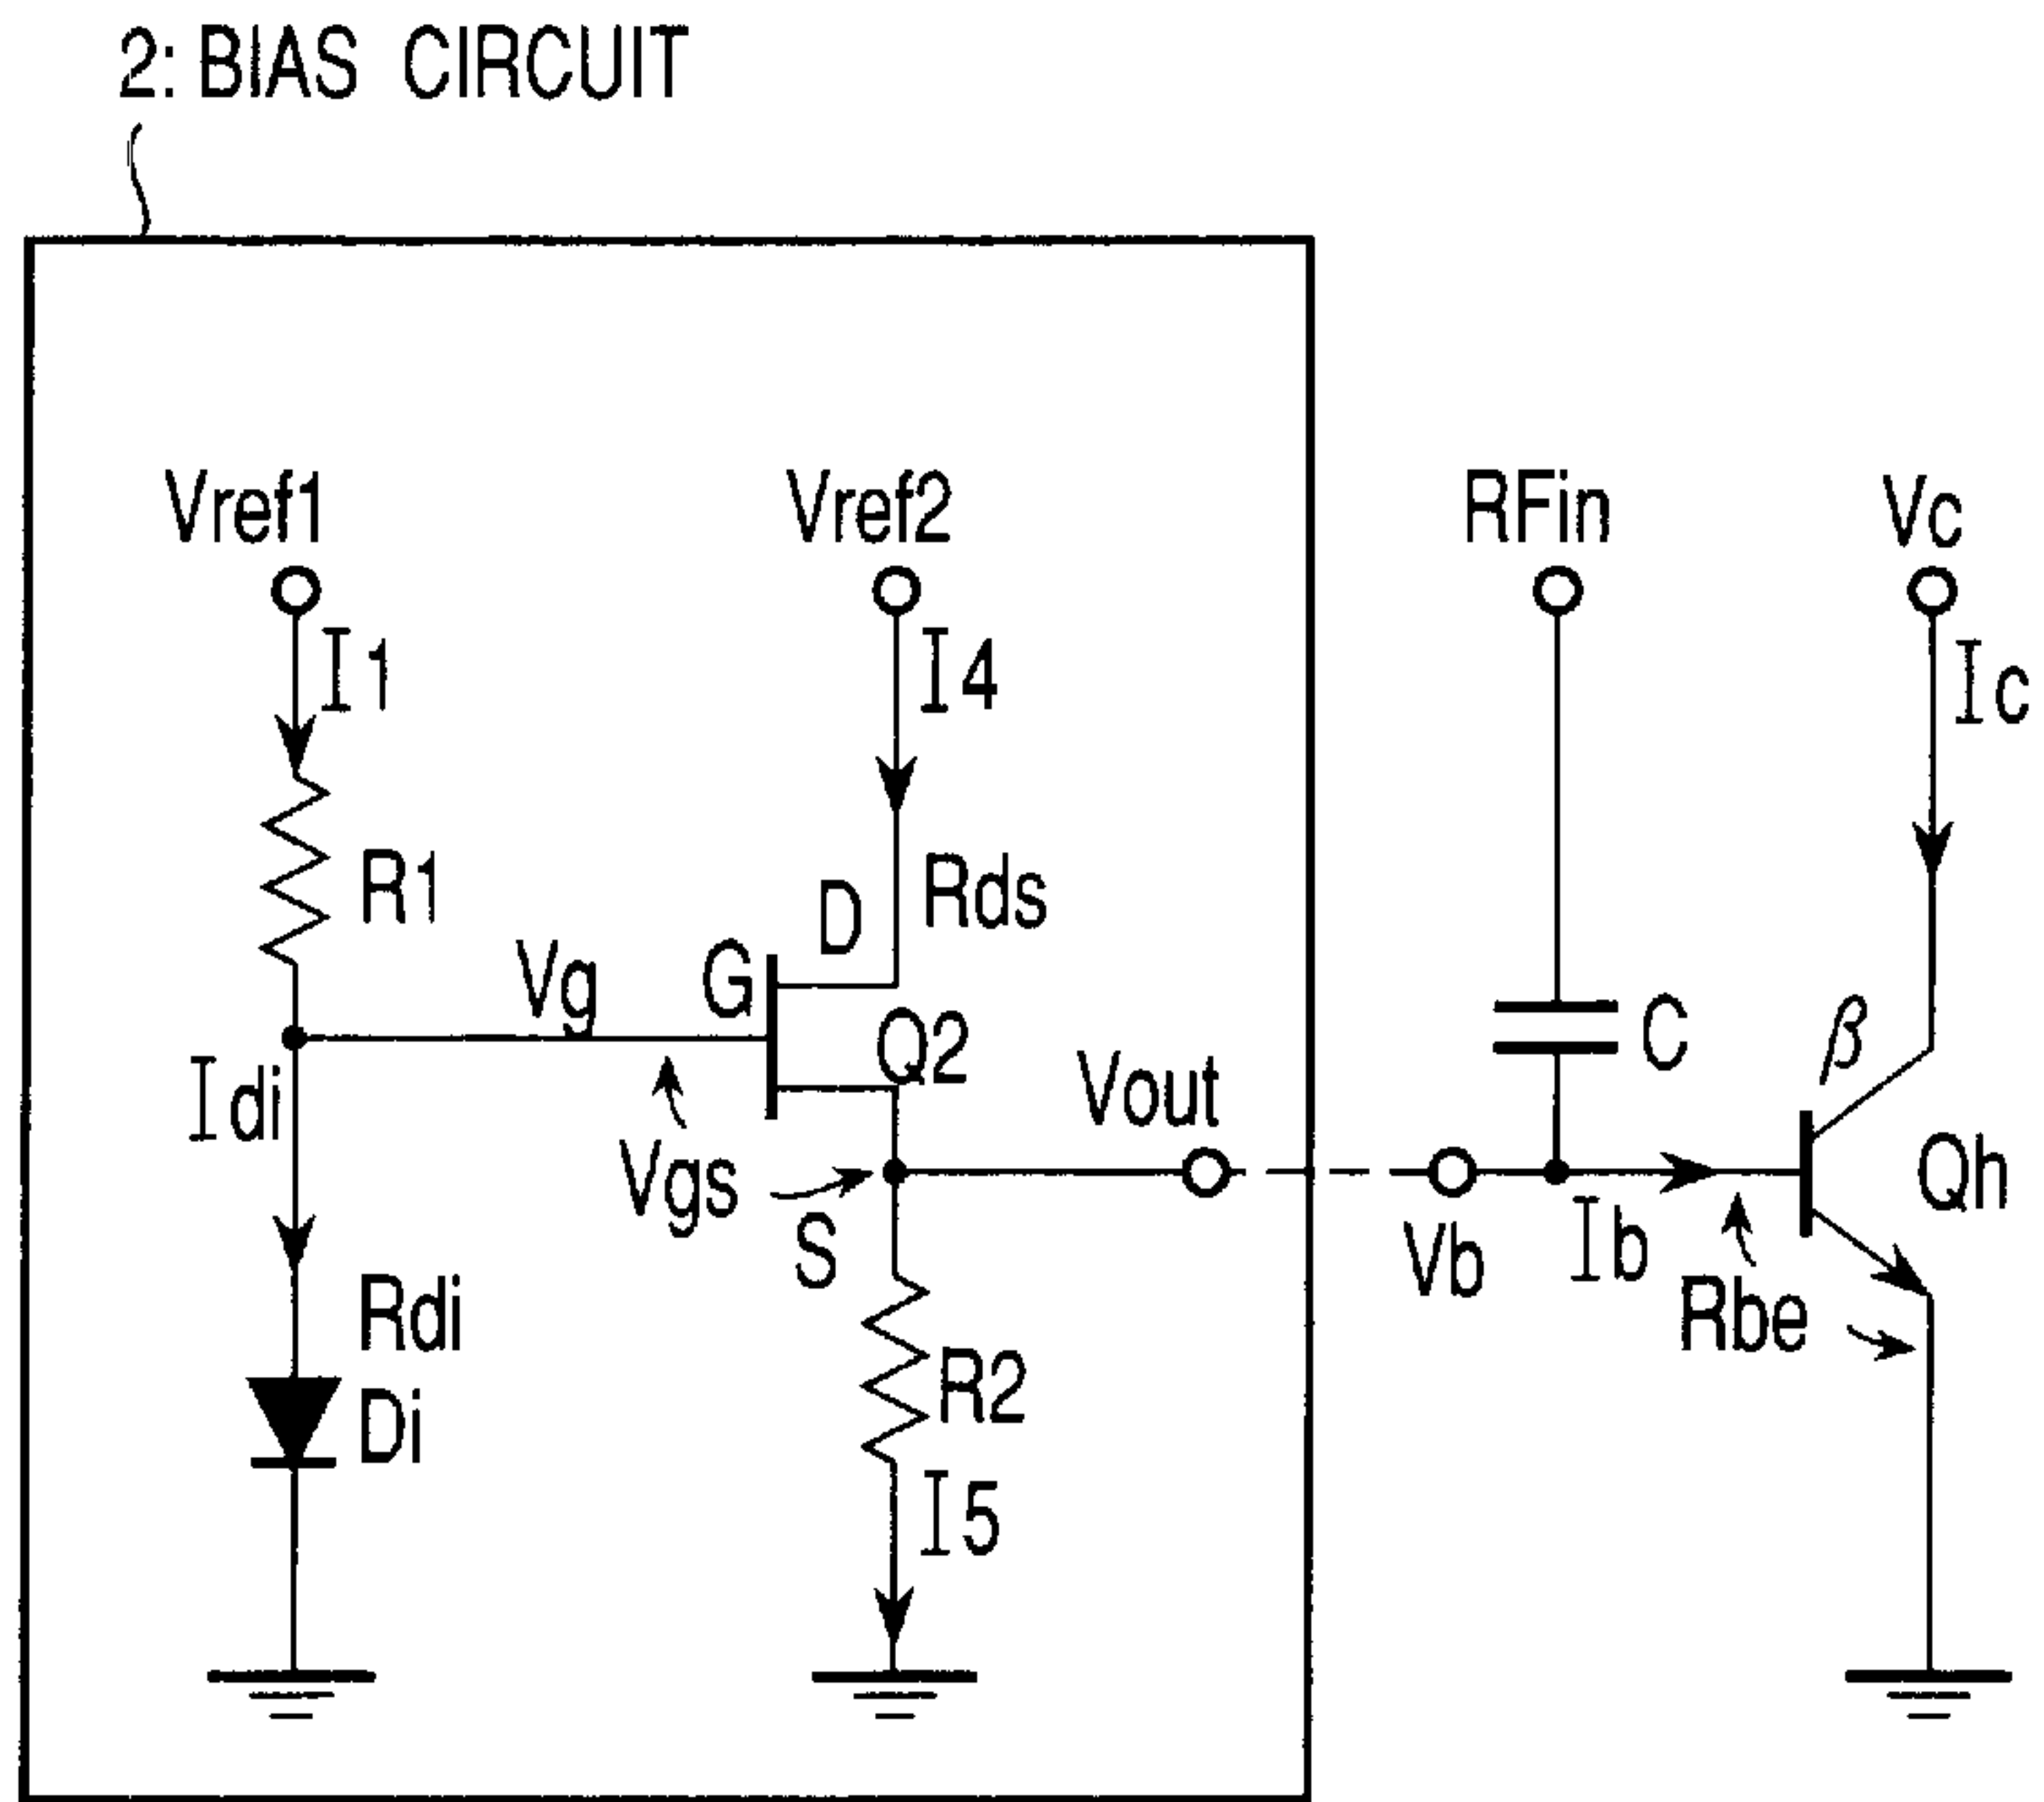 2: BIAS CIRCUIT
Vref1
Vref2
RFin
Vc
I1
I4
Ic
R1
D
Rds
Vg
G
Q2
C
β
Idi
Vout
Vgs
S
Qh
Vb
Ib
Rbe
Rdi
Di
R2
I5